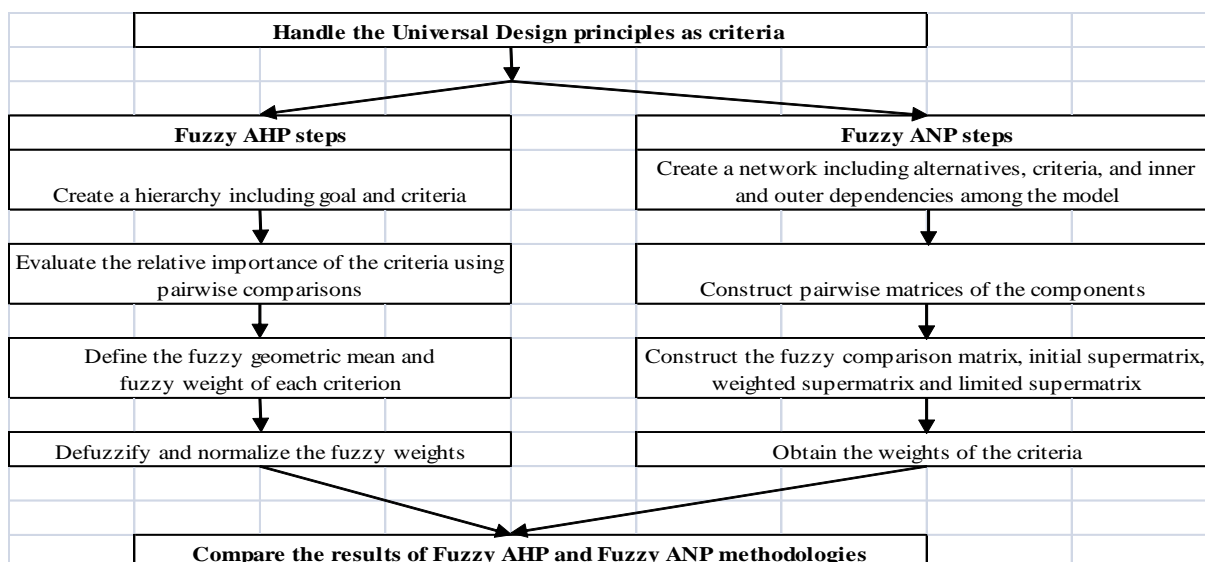 Handle the Universal Design principles as criteria
Fuzzy AHP steps
Create a hierarchy including goal and criteria
Evaluate the relative importance of the criteria using
pairwise comparisons
Define the fuzzy geometric mean and
fuzzy weight of each criterion
Defuzzify and normalize the fuzzy weights
Fuzzy ANP steps
Create a network including alternatives, criteria, and inner
and outer dependencies among the model
Construct pairwise matrices of the components
Construct the fuzzy comparison matrix, initial supermatrix,
weighted supermatrix and limited supermatrix
Obtain the weights of the criteria
Compare the results of Fuzzy AHP and Fuzzy ANP methodologies